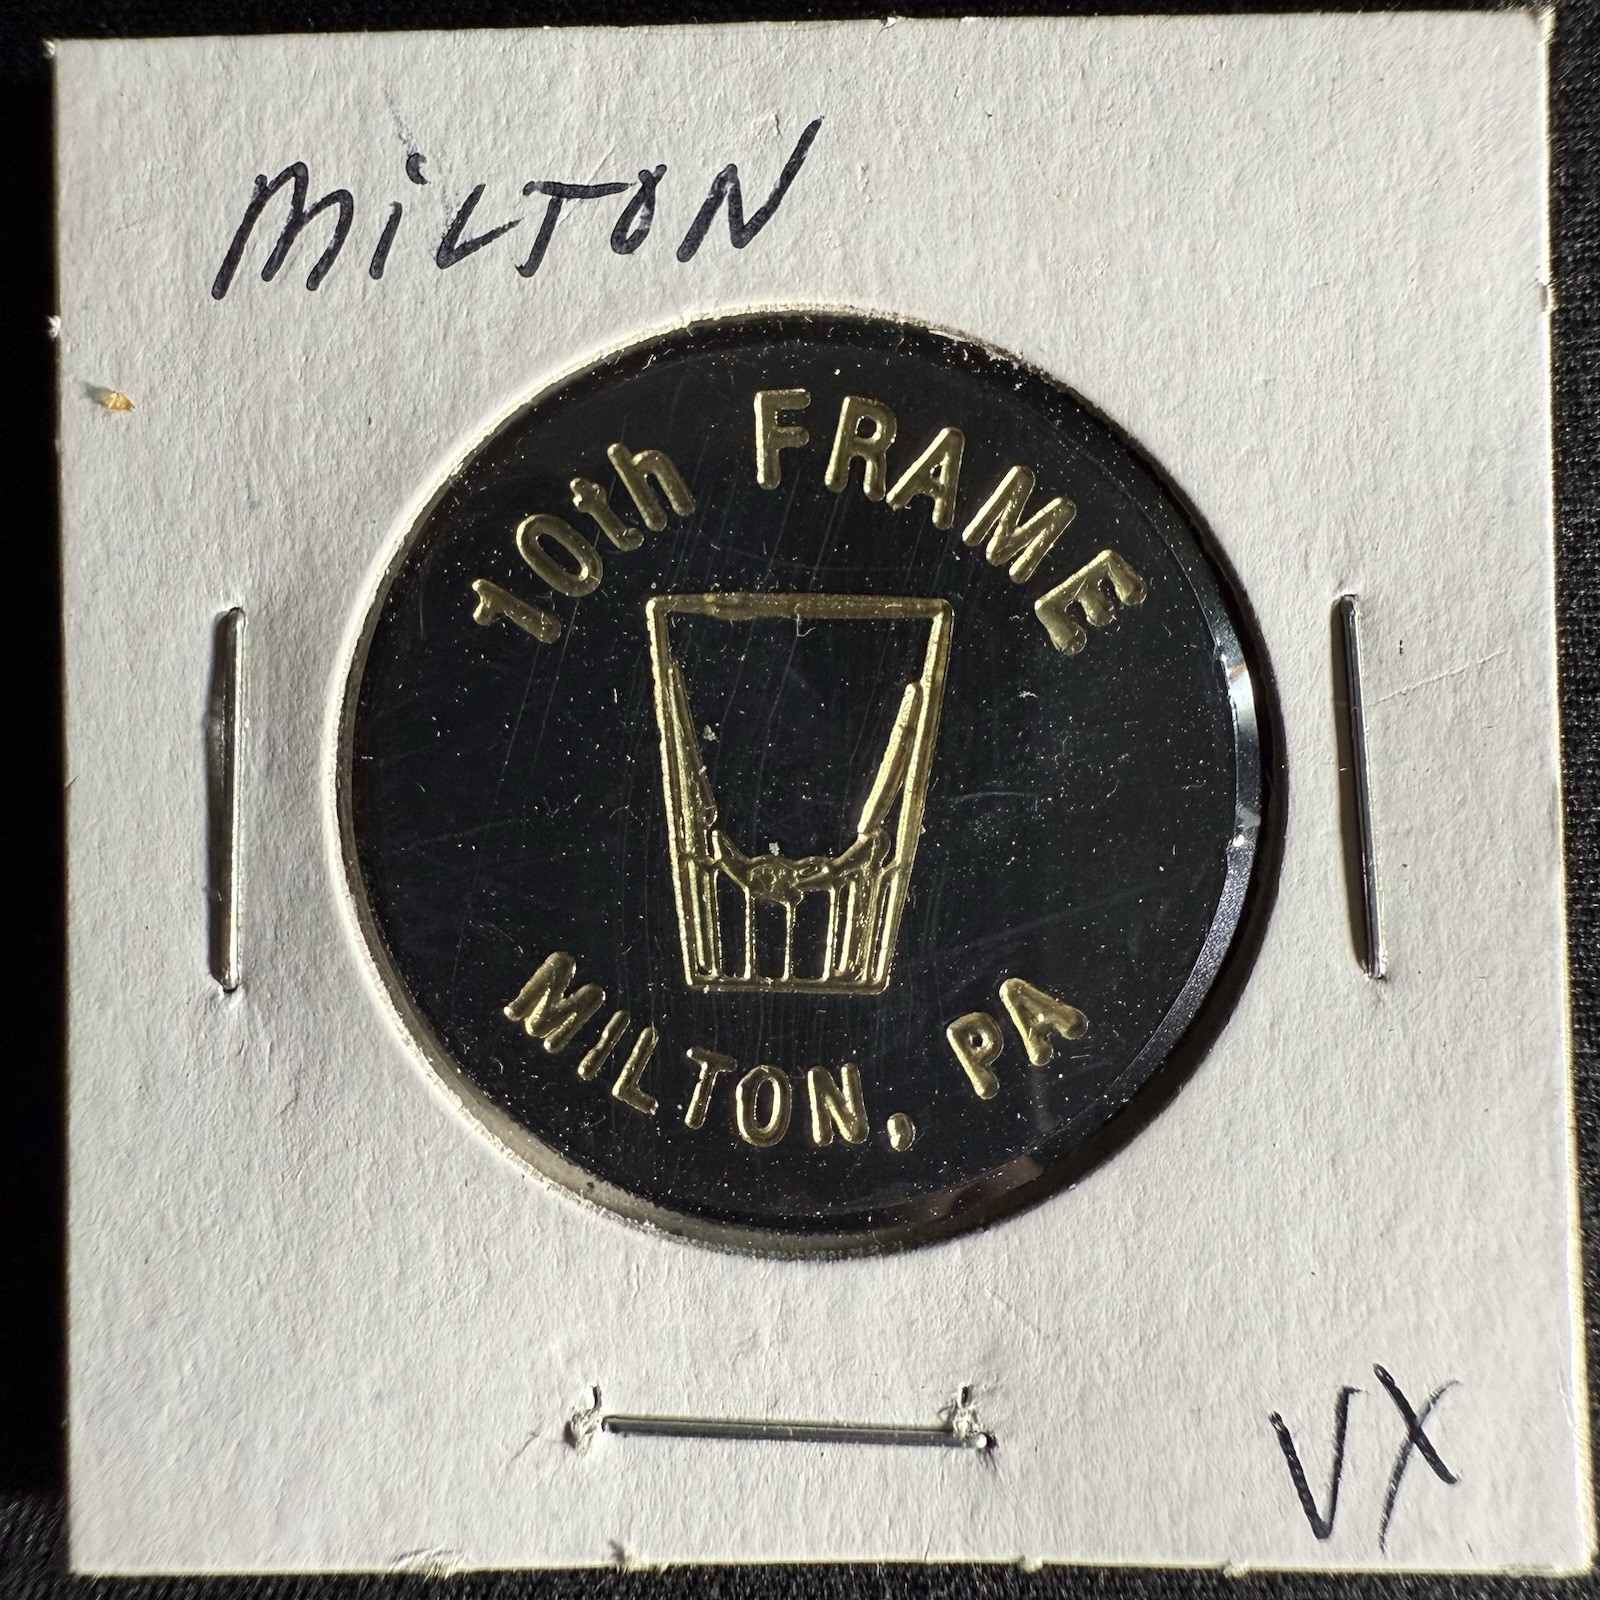 MiLTON
10th FRAME
MILTON, PA
VX